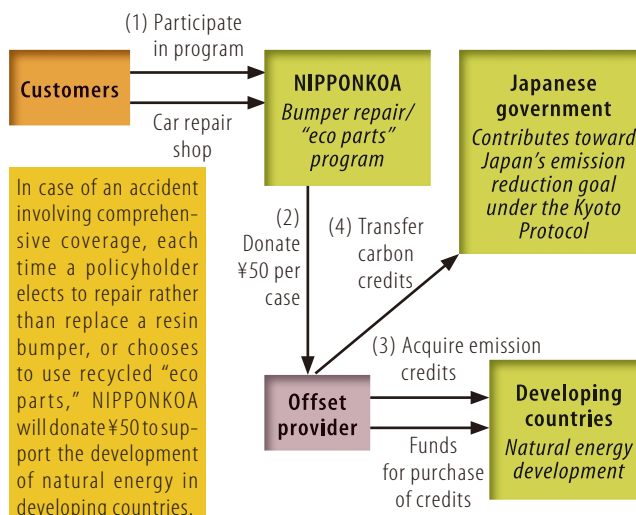 (1) Participate
in program
Customers
Car repair
shop
NIPPONKOA
Bumper repair/
“eco parts”
program
Japanese
government
Contributes toward
Japan’s emission
reduction goal
under the Kyoto
Protocol
In case of an accident
involving comprehen-
sive coverage, each
time a policyholder
elects to repair rather
than replace a resin
bumper, or chooses
to use recycled “eco
parts,” NIPPONKOA
will donate ¥50 to sup-
port the development
of natural energy in
developing countries.
(2)
Donate
¥50 per
case
(4) Transfer
carbon
credits
(3) Acquire emission
credits
Offset
provider
Funds
for purchase
of credits
Developing
countries
Natural energy
development